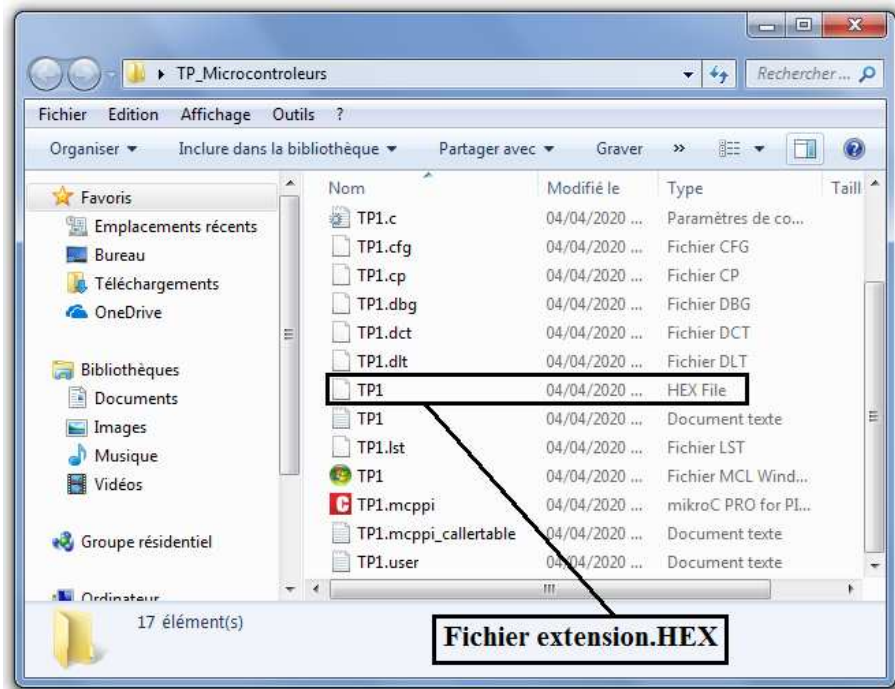 TP_Microcontroleurs
Rechercher ...
Fichier Edition Affichage Outils ?
Organiser Inclure dans la bibliothèque Partager avec Graver »
Favoris
Emplacements récents
Bureau
Téléchargements
OneDrive
Bibliothèques
Documents
Images
Musique
Vidéos
Groupe résidentiel
Ordinateur
Nom Modifié le Type Taill
TP1.c 04/04/2020 ... Paramètres de co...
TP1.cfg 04/04/2020 ... Fichier CFG
TP1.cp 04/04/2020 ... Fichier CP
TP1.dbg 04/04/2020 ... Fichier DBG
TP1.dct 04/04/2020 ... Fichier DCT
TP1.dlt 04/04/2020 ... Fichier DLT
TP1 04/04/2020 ... HEX File
TP1 04/04/2020 ... Document texte
TP1.lst 04/04/2020 ... Fichier LST
TP1 04/04/2020 ... Fichier MCL Wind...
TP1.mcppi 04/04/2020 ... mikroC PRO for PI...
TP1.mcppi_callertable 04/04/2020 ... Document texte
TP1.user 04/04/2020 ... Document texte
17 élément(s)
Fichier extension.HEX